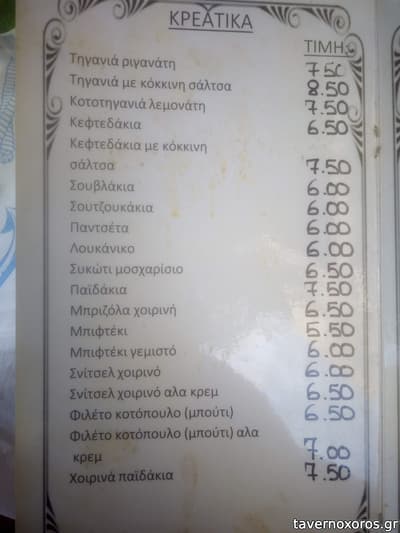 ΚΡΕΑΤΙΚΑ
ΤΙΜΗ
Τηγανιά ριγανάτη 7.50
Τηγανιά με κόκκινη σάλτσα 8.50
Κοτοτηγανιά λεμονάτη 7.50
Κεφτεδάκια 6.50
Κεφτεδάκια με κόκκινη
σάλτσα 7.50
Σουβλάκια 6.00
Σουτζουκάκια 6.00
Παντσέτα 6.00
Λουκάνικο 6.00
Συκώτι μοσχαρίσιο 6.50
Παϊδάκια 7.50
Μπριζόλα χοιρινή 6.50
Μπιφτέκι 5.50
Μπιφτέκι γεμιστό 6.00
Σνίτσελ χοιρινό 6.00
Σνίτσελ χοιρινό αλα κρεμ 6.50
Φιλέτο κοτόπουλο (μπούτι) 6.50
Φιλέτο κοτόπουλο (μπούτι) αλα
κρεμ 7.00
Χοιρινά παϊδάκια 7.50
tavernoxoros.gr